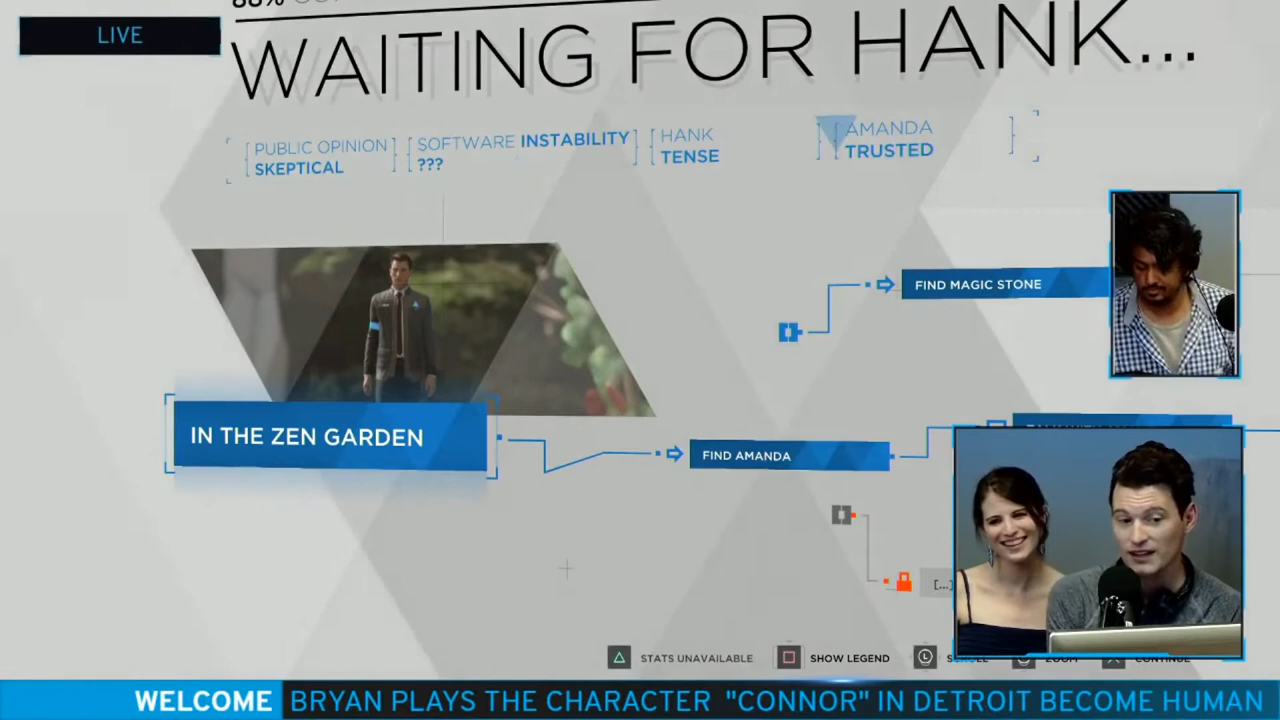 LIVE
WAITING FOR HANK...
PUBLIC OPINION
SKEPTICAL
SOFTWARE INSTABILITY
???
HANK
TENSE
AMANDA
TRUSTED
FIND MAGIC STONE
IN THE ZEN GARDEN
FIND AMANDA
[...]
STATS UNAVAILABLE
SHOW LEGEND
WELCOME
BRYAN PLAYS THE CHARACTER "CONNOR" IN DETROIT BECOME HUMAN